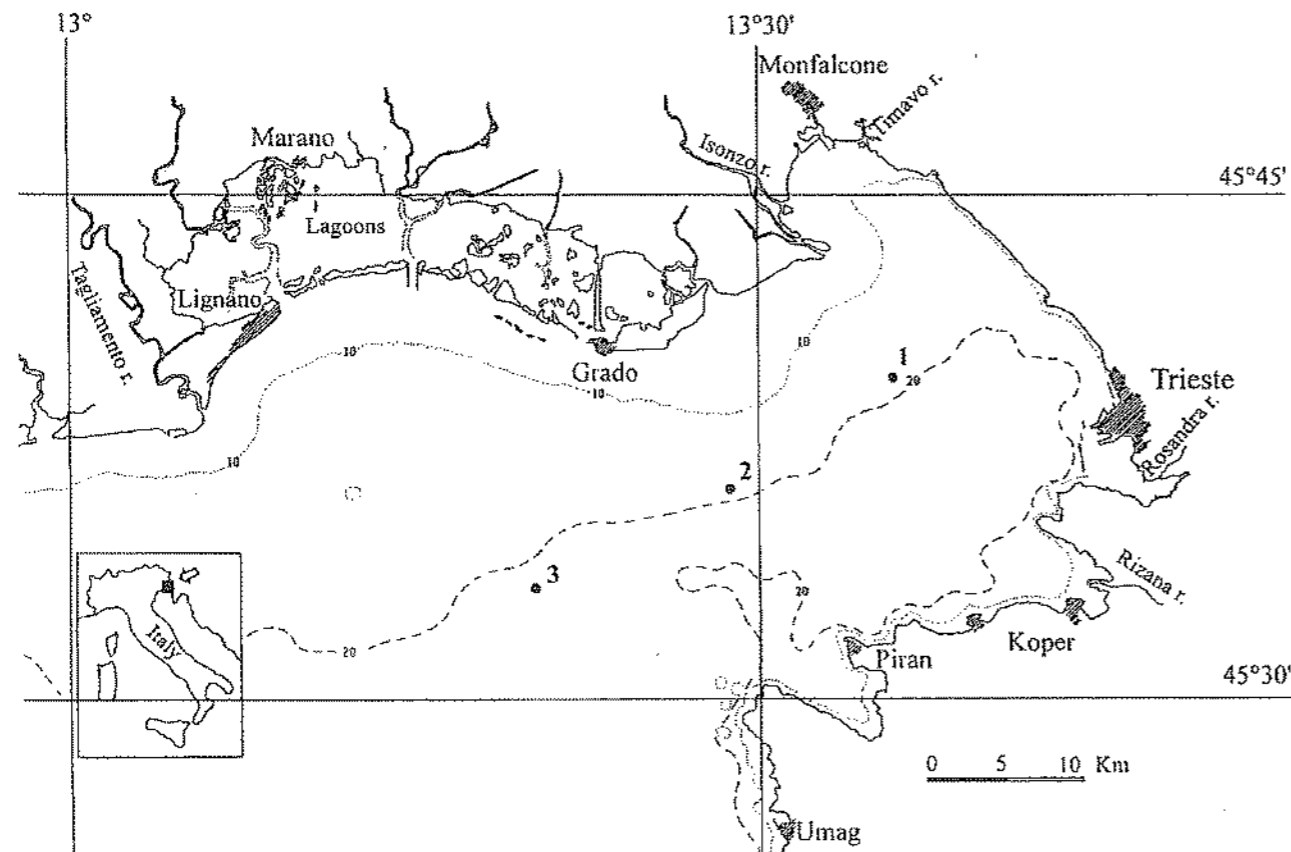 13°
13°30'
Monfalcone
Timavo r.
Marano
Isonzo r.
45°45'
Lagoons
Tagliamento r.
Lignano
10
10
Grado
10
10
1
20
Trieste
Rosandra r.
2
3
Rizana r.
20
20
Italy
Koper
Piran
45°30'
0 5 10 Km
Umag